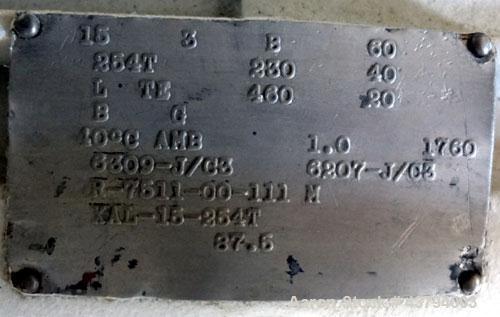 15 3 B 60
254T 230 40
L TE 460 20
B G
40°C AMB 1.0 1760
6309-J/C3 6207-J/C3
R-7511-00-111 M
KAL-15-254T
87.5